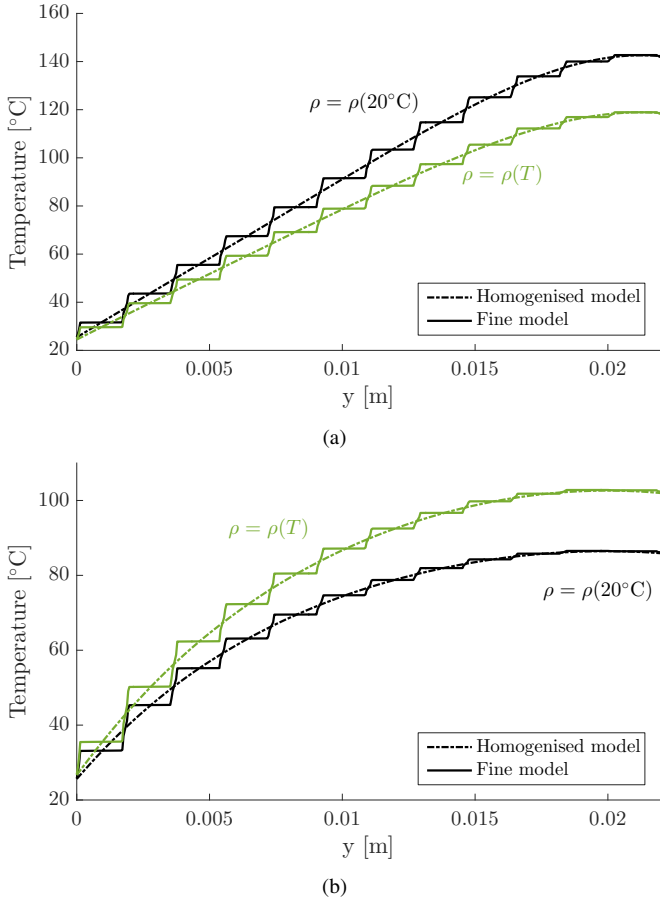 160
140
120
100
80
60
40
20
Temperature [°C]
ρ = ρ(20°C)
ρ = ρ(T)
Homogenised model
Fine model
0 0.005 0.01 0.015 0.02
y [m]
(a)
100
80
60
40
20
Temperature [°C]
ρ = ρ(T)
ρ = ρ(20°C)
Homogenised model
Fine model
0 0.005 0.01 0.015 0.02
y [m]
(b)